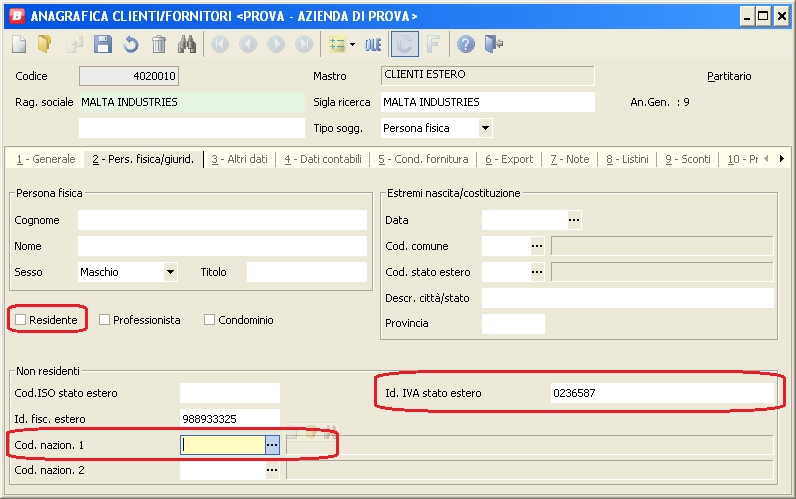 ANAGRAFICA CLIENTI/FORNITORI <PROVA - AZIENDA DI PROVA>
OLE C F ?
Codice 4020010 Mastro CLIENTI ESTERO Partitario
Rag. sociale MALTA INDUSTRIES Sigla ricerca MALTA INDUSTRIES An.Gen. : 9
Tipo sogg. Persona fisica
1 - Generale 2 - Pers. fisica/giurid. 3 - Altri dati 4 - Dati contabili 5 - Cond. fornitura 6 - Export 7 - Note 8 - Listini 9 - Sconti 10 - Pr
Persona fisica Estremi nascita/costituzione
Cognome Data ...
Nome Cod. comune ...
Sesso Maschio Titolo Cod. stato estero ...
Descr. città/stato
Residente Professionista Condominio Provincia
Non residenti
Cod.ISO stato estero Id. IVA stato estero 0236587
Id. fisc. estero 988933325
Cod. nazion. 1 ...
Cod. nazion. 2 ...